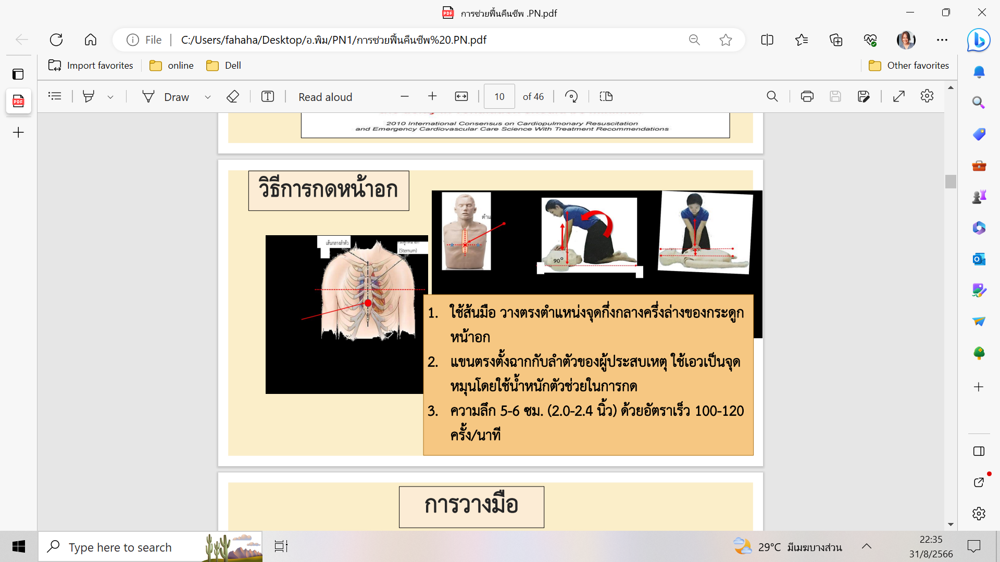 การช่วยฟื้นคืนชีพ .PN.pdf
File
C:/Users/fahaha/Desktop/อ.พิม/PN1/การช่วยฟื้นคืนชีพ%20.PN.pdf
Import favorites
online
Dell
Other favorites
Draw
Read aloud
10
of 46
2010 International Consensus on Cardiopulmonary Resuscitation
and Emergency Cardiovascular Care Science With Treatment Recommendations
วิธีการกดหน้าอก
เส้นกลางลำตัว
(Sternum)
90°
1. ใช้ส้นมือ วางตรงตำแหน่งจุดกึ่งกลางครึ่งล่างของกระดูก
หน้าอก
2. แขนตรงตั้งฉากกับลำตัวของผู้ประสบเหตุ ใช้เอวเป็นจุด
หมุนโดยใช้น้ำหนักตัวช่วยในการกด
3. ความลึก 5-6 ซม. (2.0-2.4 นิ้ว) ด้วยอัตราเร็ว 100-120
ครั้ง/นาที
การวางมือ
Type here to search
29°C มีเมฆบางส่วน
22:35
31/8/2566